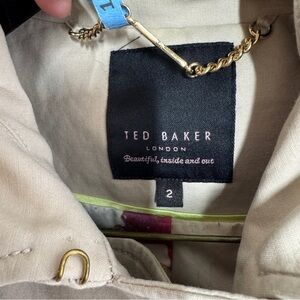 TED BAKER
LONDON
Beautiful, inside and out
2